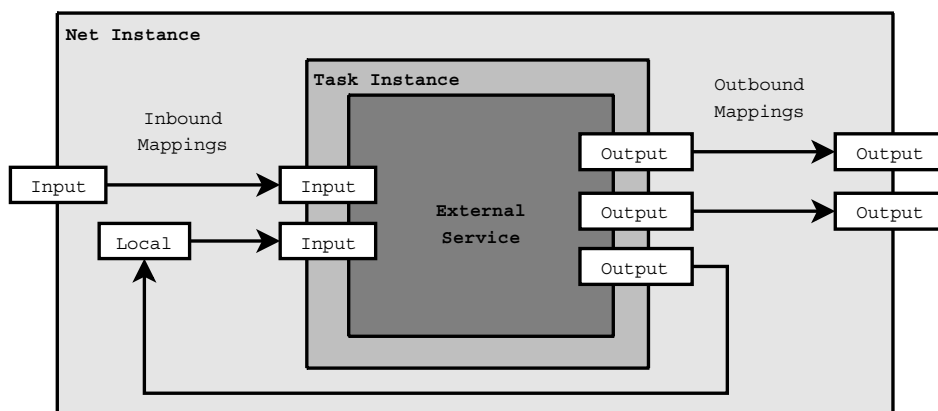 Net Instance
Task Instance
Inbound
Mappings
Outbound
Mappings
Input
Local
Input
Input
External
Service
Output
Output
Output
Output
Output